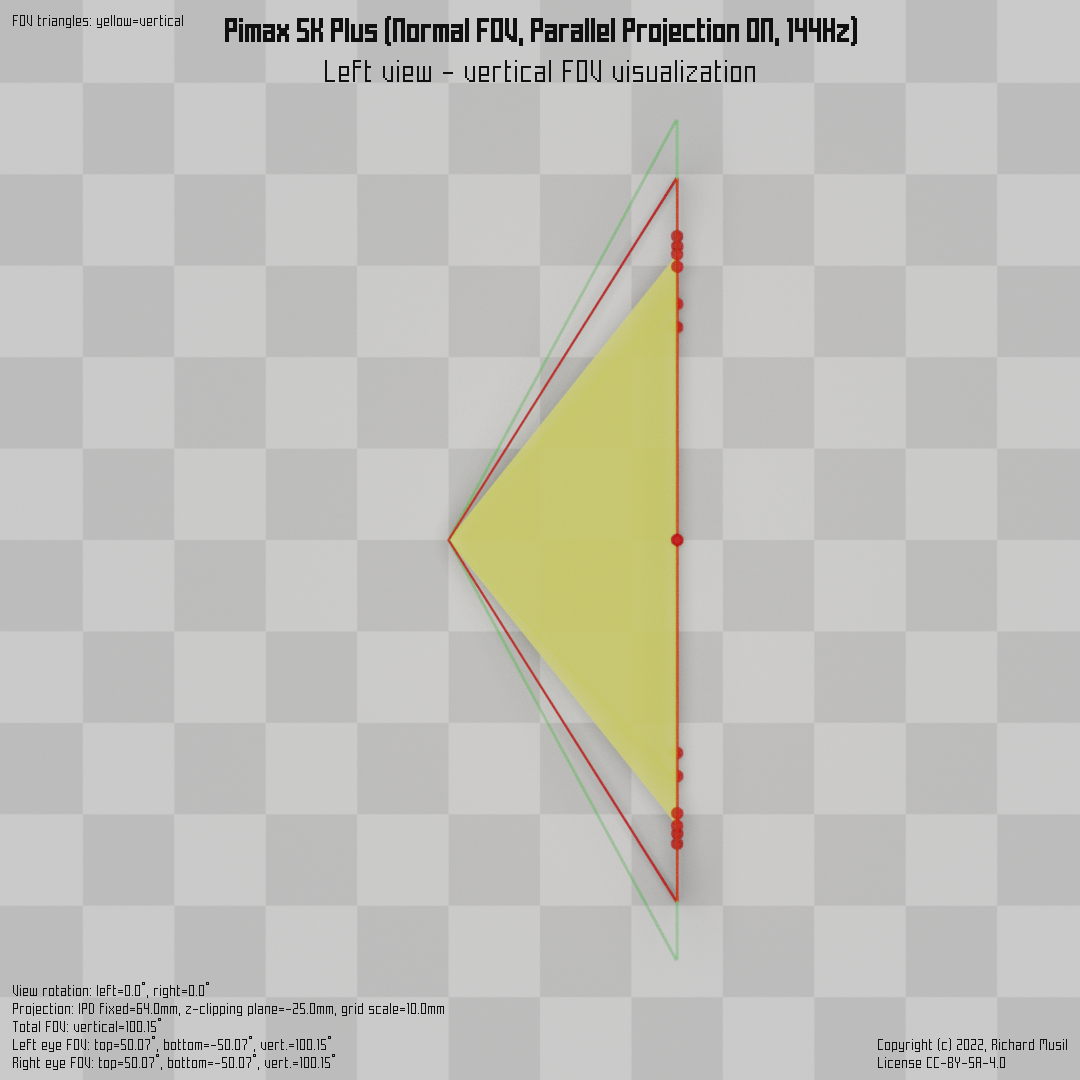 FOV triangles: yellow=vertical
Pimax 5K Plus (Normal FOV, Parallel Projection ON, 144Hz)
Left view - vertical FOV visualization
View rotation: left=0.0°, right=0.0°
Projection: IPD fixed=64.0mm, z-clipping plane=-25.0mm, grid scale=10.0mm
Total FOV: vertical=100.15°
Left eye FOV: top=50.07°, bottom=-50.07°, vert.=100.15°
Right eye FOV: top=50.07°, bottom=-50.07°, vert.=100.15°
Copyright (c) 2022, Richard Musil
License CC-BY-SA-4.0